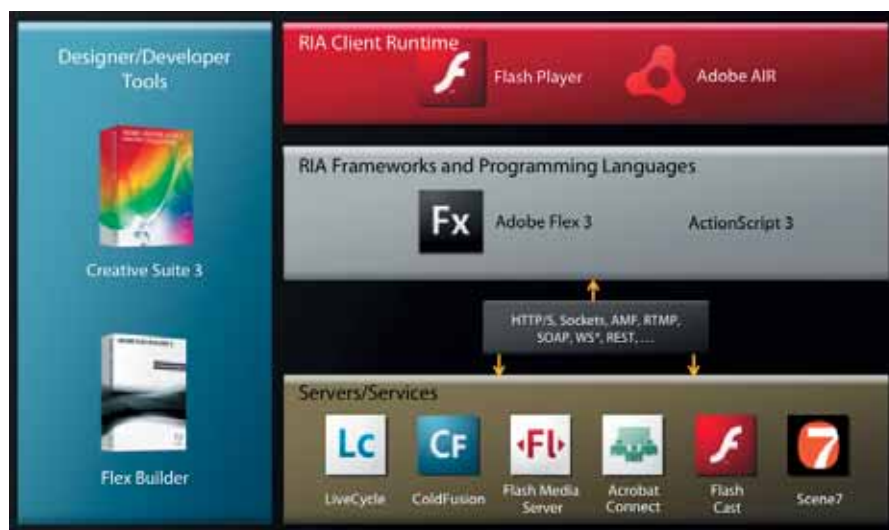 Designer/Developer
Tools
Creative Suite 3
Flex Builder
RIA Client Runtime
Flash Player
Adobe AIR
RIA Frameworks and Programming Languages
Fx
Adobe Flex 3
ActionScript 3
HTTP/S, Sockets, AMF, RTMP,
SOAP, WS*, REST, ...
Servers/Services
Lc
CF
Fl
7
LiveCycle
ColdFusion
Flash Media
Server
Acrobat
Connect
Flash
Cast
Scene7